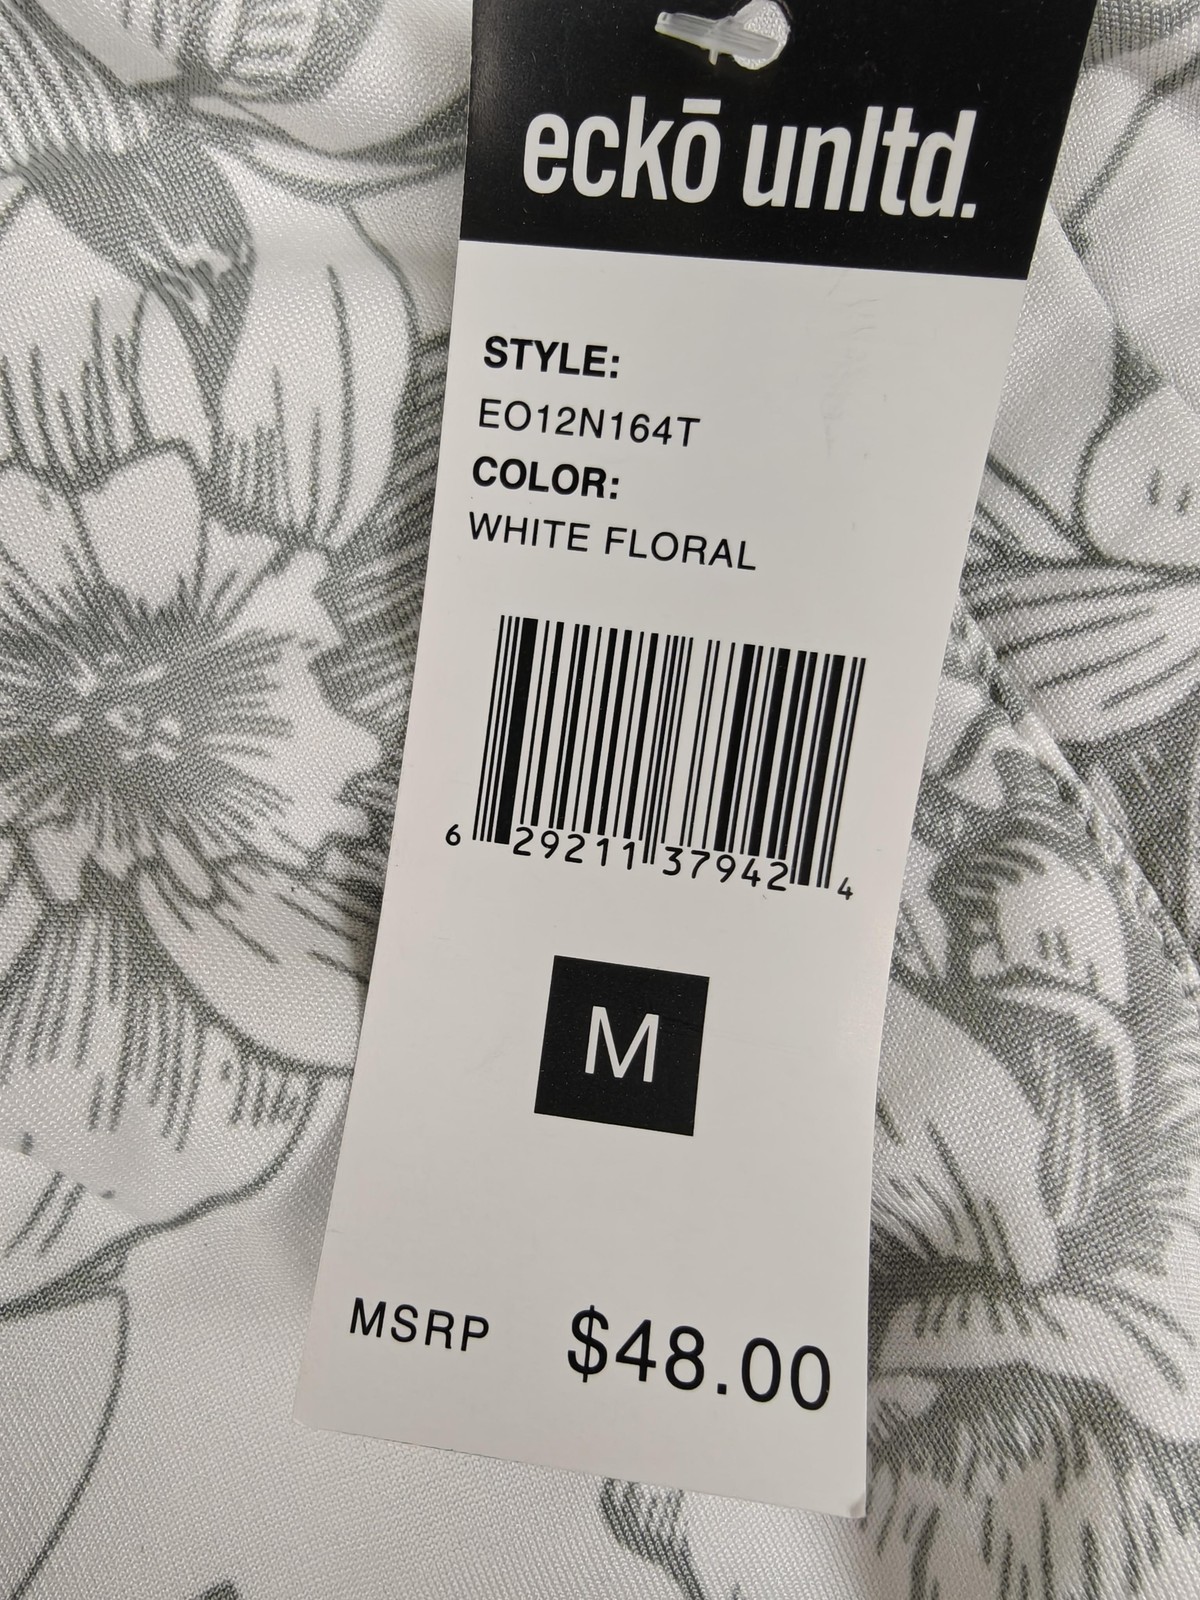 eckō unltd.
STYLE:
EO12N164T
COLOR:
WHITE FLORAL
6 29211 37942 4
M
MSRP $48.00